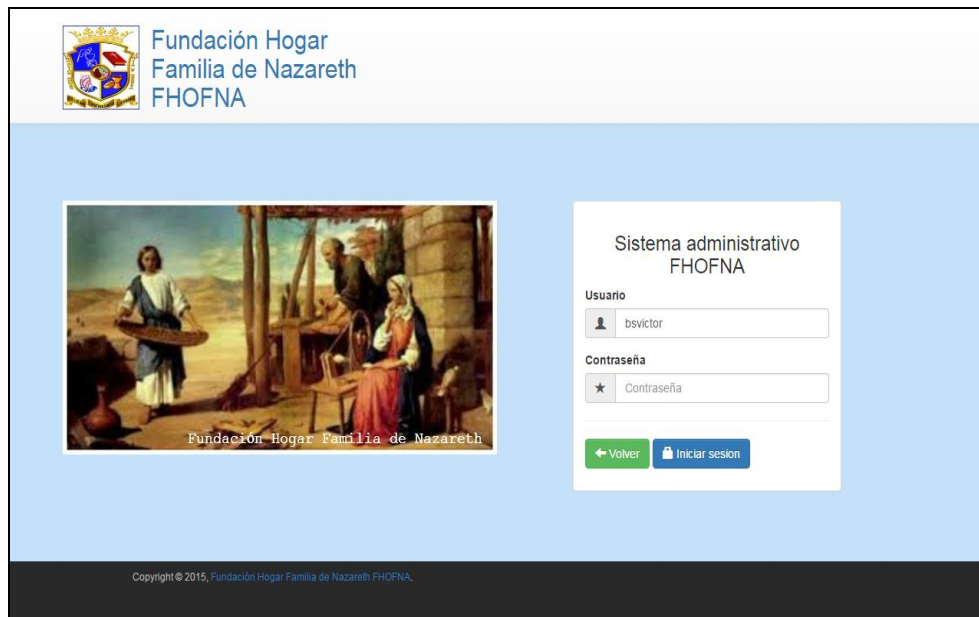 Fundación Hogar
Familia de Nazareth
FHOFNA
Fundación Hogar Familia de Nazareth
Sistema administrativo
FHOFNA
Usuario
bsvictor
Contraseña
Contraseña
Volver
Iniciar sesion
Copyright © 2015, Fundación Hogar Familia de Nazareth FHOFNA.